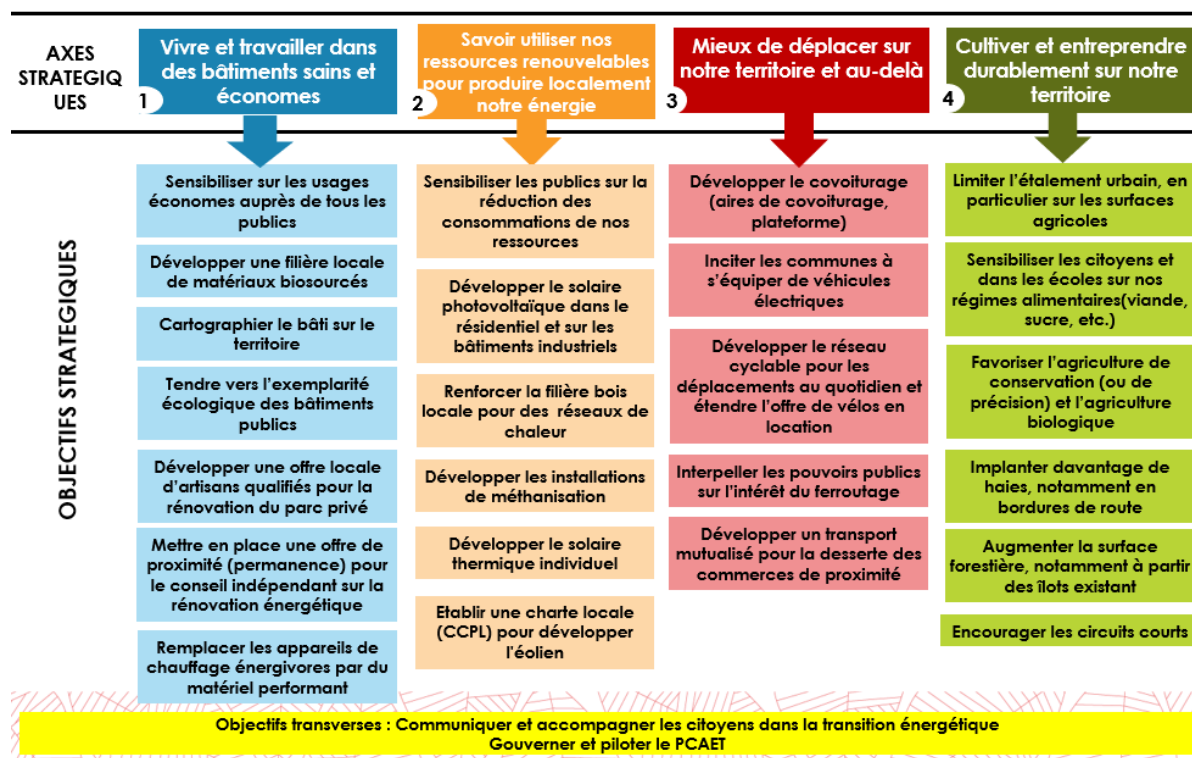 AXES
STRATEGIQ
UES
Vivre et travailler dans
des bâtiments sains et
économes
1
Savoir utiliser nos
ressources renouvelables
pour produire localement
notre énergie
2
Mieux de déplacer sur
notre territoire et au-delà
3
Cultiver et entreprendre
durablement sur notre
territoire
4
OBJECTIFS STRATEGIQUES
Sensibiliser sur les usages
économes auprès de tous les
publics
Développer une filière locale
de matériaux biosourcés
Cartographier le bâti sur le
territoire
Tendre vers l'exemplarité
écologique des bâtiments
publics
Développer une offre locale
d'artisans qualifiés pour la
rénovation du parc privé
Mettre en place une offre de
proximité (permanence) pour
le conseil indépendant sur la
rénovation énergétique
Remplacer les appareils de
chauffage énergivores par du
matériel performant
Sensibiliser les publics sur la
réduction des
consommations de nos
ressources
Développer le solaire
photovoltaïque dans le
résidentiel et sur les
bâtiments industriels
Renforcer la filière bois
locale pour des réseaux de
chaleur
Développer les installations
de méthanisation
Développer le solaire
thermique individuel
Etablir une charte locale
(CCPL) pour développer
l'éolien
Développer le covoiturage
(aires de covoiturage,
plateforme)
Inciter les communes à
s'équiper de véhicules
électriques
Développer le réseau
cyclable pour les
déplacements au quotidien et
étendre l'offre de vélos en
location
Interpeller les pouvoirs publics
sur l'intérêt du ferroutage
Développer un transport
mutualisé pour la desserte des
commerces de proximité
Limiter l'étalement urbain, en
particulier sur les surfaces
agricoles
Sensibiliser les citoyens et
dans les écoles sur nos
régimes alimentaires(viande,
sucre, etc.)
Favoriser l'agriculture de
conservation (ou de
précision) et l'agriculture
biologique
Implanter davantage de
haies, notamment en
bordures de route
Augmenter la surface
forestière, notamment à partir
des îlots existant
Encourager les circuits courts
Objectifs transverses : Communiquer et accompagner les citoyens dans la transition énergétique
Gouverner et piloter le PCAET